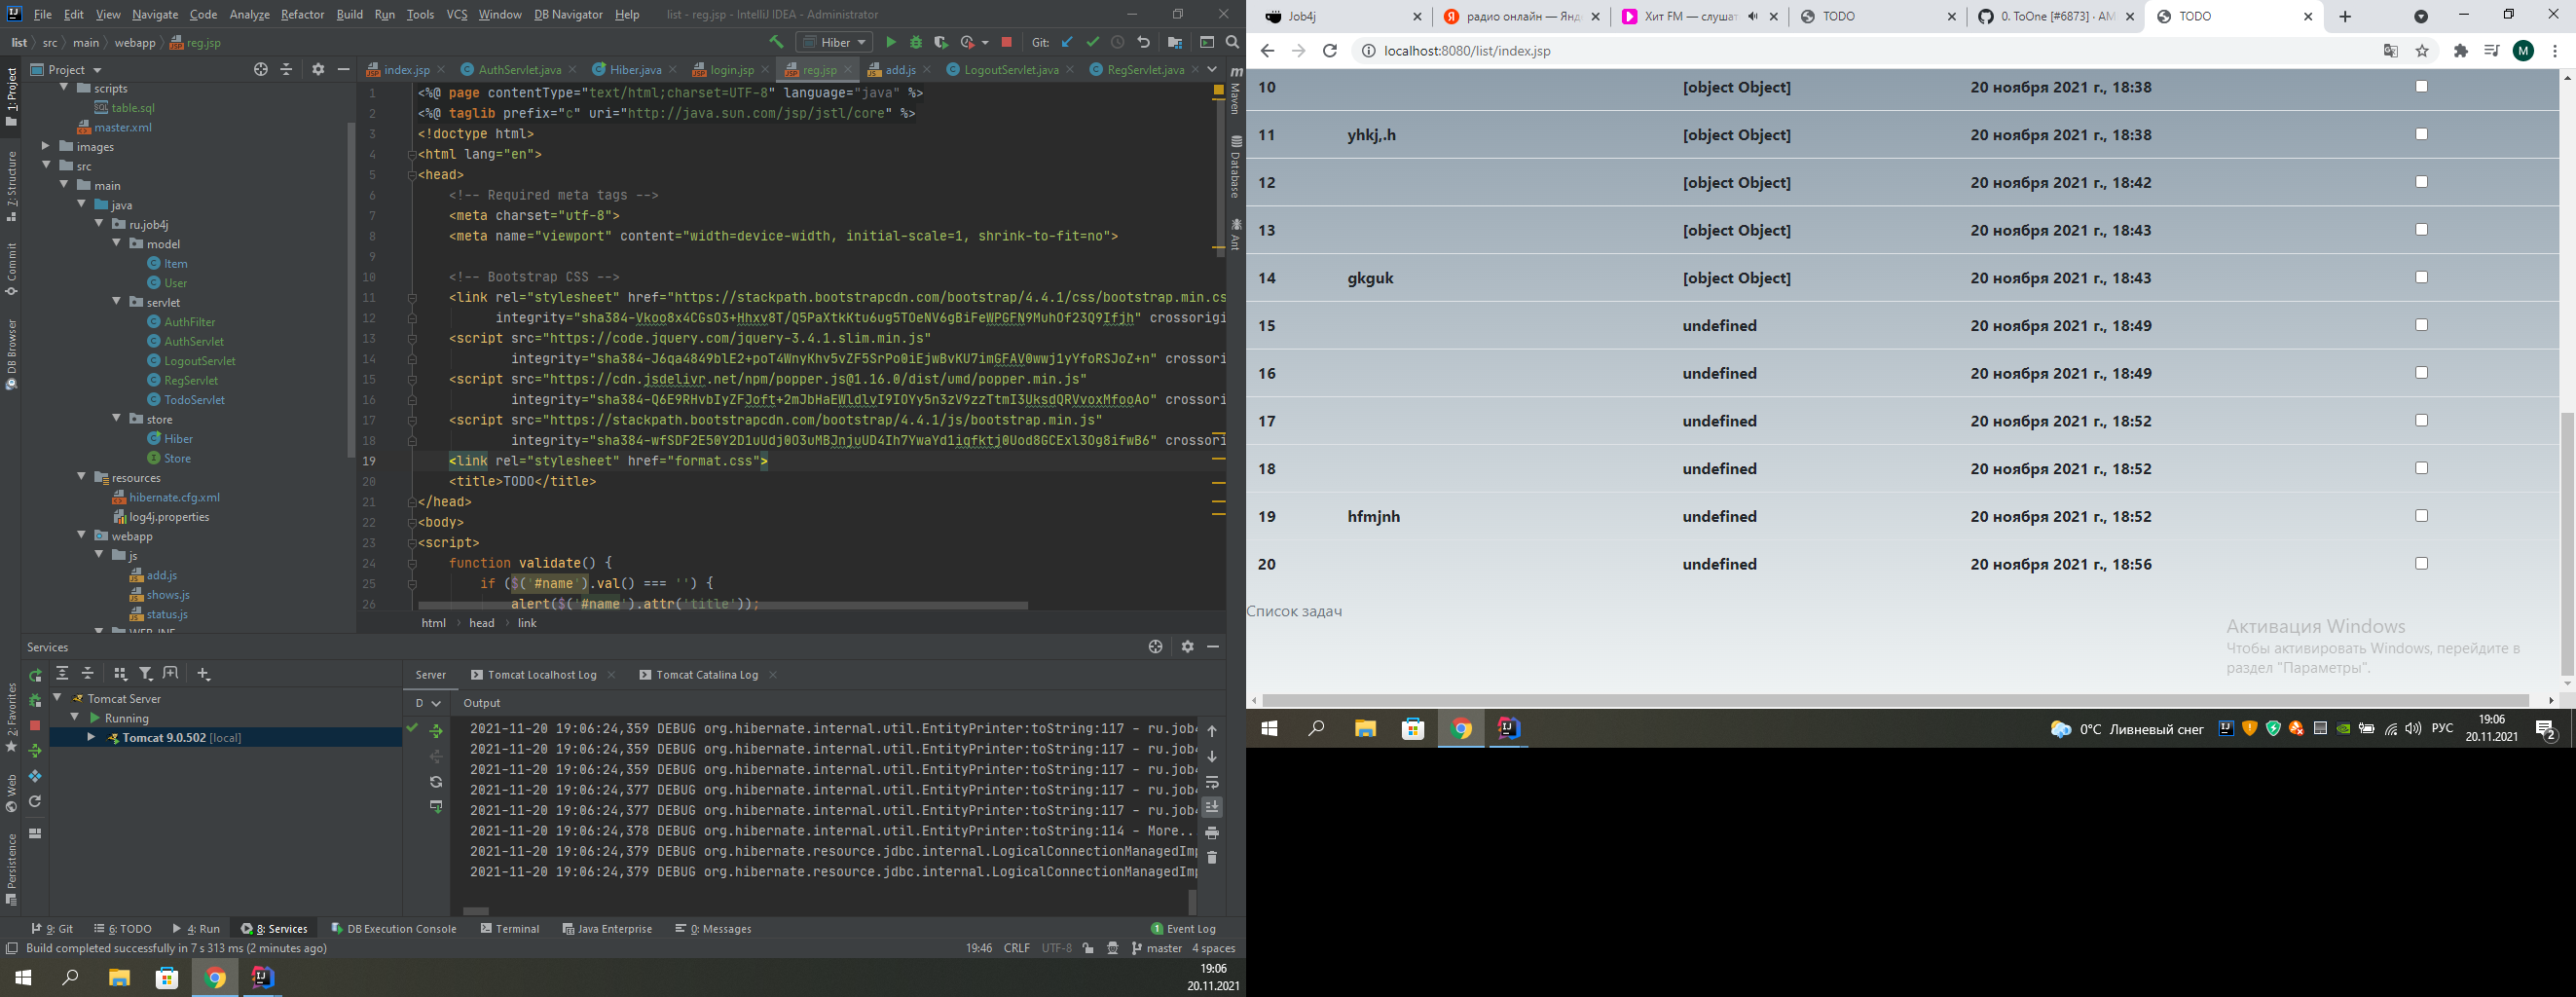 File Edit View Navigate Code Analyze Refactor Build Run Tools VCS Window DB Navigator Help list - reg.jsp - IntelliJ IDEA - Administrator
list src main webapp reg.jsp Hiber Git:
Project index.jsp AuthServlet.java Hiber.java login.jsp reg.jsp add.js LogoutServlet.java RegServlet.java
scripts
table.sql
master.xml
images
src
main
java
ru.job4j
model
Item
User
servlet
AuthFilter
AuthServlet
LogoutServlet
RegServlet
TodoServlet
store
Hiber
Store
resources
hibernate.cfg.xml
log4j.properties
webapp
js
add.js
shows.js
status.js
WEB-INF
1: Project
7: Structure
Commit
DB Browser
2: Favorites
Web
Persistence
Maven
Database
Ant
1 <%@ page contentType="text/html;charset=UTF-8" language="java" %>
2 <%@ taglib prefix="c" uri="http://java.sun.com/jsp/jstl/core" %>
3 <!doctype html>
4 <html lang="en">
5 <head>
6 <!-- Required meta tags -->
7 <meta charset="utf-8">
8 <meta name="viewport" content="width=device-width, initial-scale=1, shrink-to-fit=no">
9
10 <!-- Bootstrap CSS -->
11 <link rel="stylesheet" href="https://stackpath.bootstrapcdn.com/bootstrap/4.4.1/css/bootstrap.min.cs
12 integrity="sha384-Vkoo8x4CGsO3+Hhxv8T/Q5PaXtkKtu6ug5TOeNV6gBiFeWPGFN9MuhOf23Q9Ifjh" crossorigi
13 <script src="https://code.jquery.com/jquery-3.4.1.slim.min.js"
14 integrity="sha384-J6qa4849blE2+poT4WnyKhv5vZF5SrPo0iEjwBvKU7imGFAV0wwj1yYfoRSJoZ+n" crossori
15 <script src="https://cdn.jsdelivr.net/npm/popper.js@1.16.0/dist/umd/popper.min.js"
16 integrity="sha384-Q6E9RHvbIyZFJoft+2mJbHaEWldlvI9IOYy5n3zV9zzTtmI3UksdQRVvoxMfooAo" crossori
17 <script src="https://stackpath.bootstrapcdn.com/bootstrap/4.4.1/js/bootstrap.min.js"
18 integrity="sha384-wfSDF2E50Y2D1uUdj0O3uMBJnjuUD4Ih7YwaYd1iqfktj0Uod8GCExl3Og8ifwB6" crossori
19 <link rel="stylesheet" href="format.css">
20 <title>TODO</title>
21 </head>
22 <body>
23 <script>
24 function validate() {
25 if ($('#name').val() === '') {
26 alert($('#name').attr('title'));
html head link
Services
Server Tomcat Localhost Log Tomcat Catalina Log
D Output
Tomcat Server
Running
Tomcat 9.0.502 [local]
2021-11-20 19:06:24,359 DEBUG org.hibernate.internal.util.EntityPrinter:toString:117 - ru.job4
2021-11-20 19:06:24,359 DEBUG org.hibernate.internal.util.EntityPrinter:toString:117 - ru.job4
2021-11-20 19:06:24,359 DEBUG org.hibernate.internal.util.EntityPrinter:toString:117 - ru.job4
2021-11-20 19:06:24,377 DEBUG org.hibernate.internal.util.EntityPrinter:toString:117 - ru.job4
2021-11-20 19:06:24,377 DEBUG org.hibernate.internal.util.EntityPrinter:toString:117 - ru.job4
2021-11-20 19:06:24,378 DEBUG org.hibernate.internal.util.EntityPrinter:toString:114 - More..
2021-11-20 19:06:24,379 DEBUG org.hibernate.resource.jdbc.internal.LogicalConnectionManagedImp
2021-11-20 19:06:24,379 DEBUG org.hibernate.resource.jdbc.internal.LogicalConnectionManagedImp
9: Git 6: TODO 4: Run 8: Services DB Execution Console Terminal Java Enterprise 0: Messages 1 Event Log
Build completed successfully in 7 s 313 ms (2 minutes ago) 19:46 CRLF UTF-8 master 4 spaces
19:06
20.11.2021
Job4j радио онлайн — Янд Хит FM — слушат TODO 0. ToOne [#6873] · AM TODO
localhost:8080/list/index.jsp M
10 [object Object] 20 ноября 2021 г., 18:38
11 yhkj,.h [object Object] 20 ноября 2021 г., 18:38
12 [object Object] 20 ноября 2021 г., 18:42
13 [object Object] 20 ноября 2021 г., 18:43
14 gkguk [object Object] 20 ноября 2021 г., 18:43
15 undefined 20 ноября 2021 г., 18:49
16 undefined 20 ноября 2021 г., 18:49
17 undefined 20 ноября 2021 г., 18:52
18 undefined 20 ноября 2021 г., 18:52
19 hfmjnh undefined 20 ноября 2021 г., 18:52
20 undefined 20 ноября 2021 г., 18:56
Список задач
Активация Windows
Чтобы активировать Windows, перейдите в
раздел "Параметры".
0°C Ливневый снег РУС 19:06
20.11.2021 2